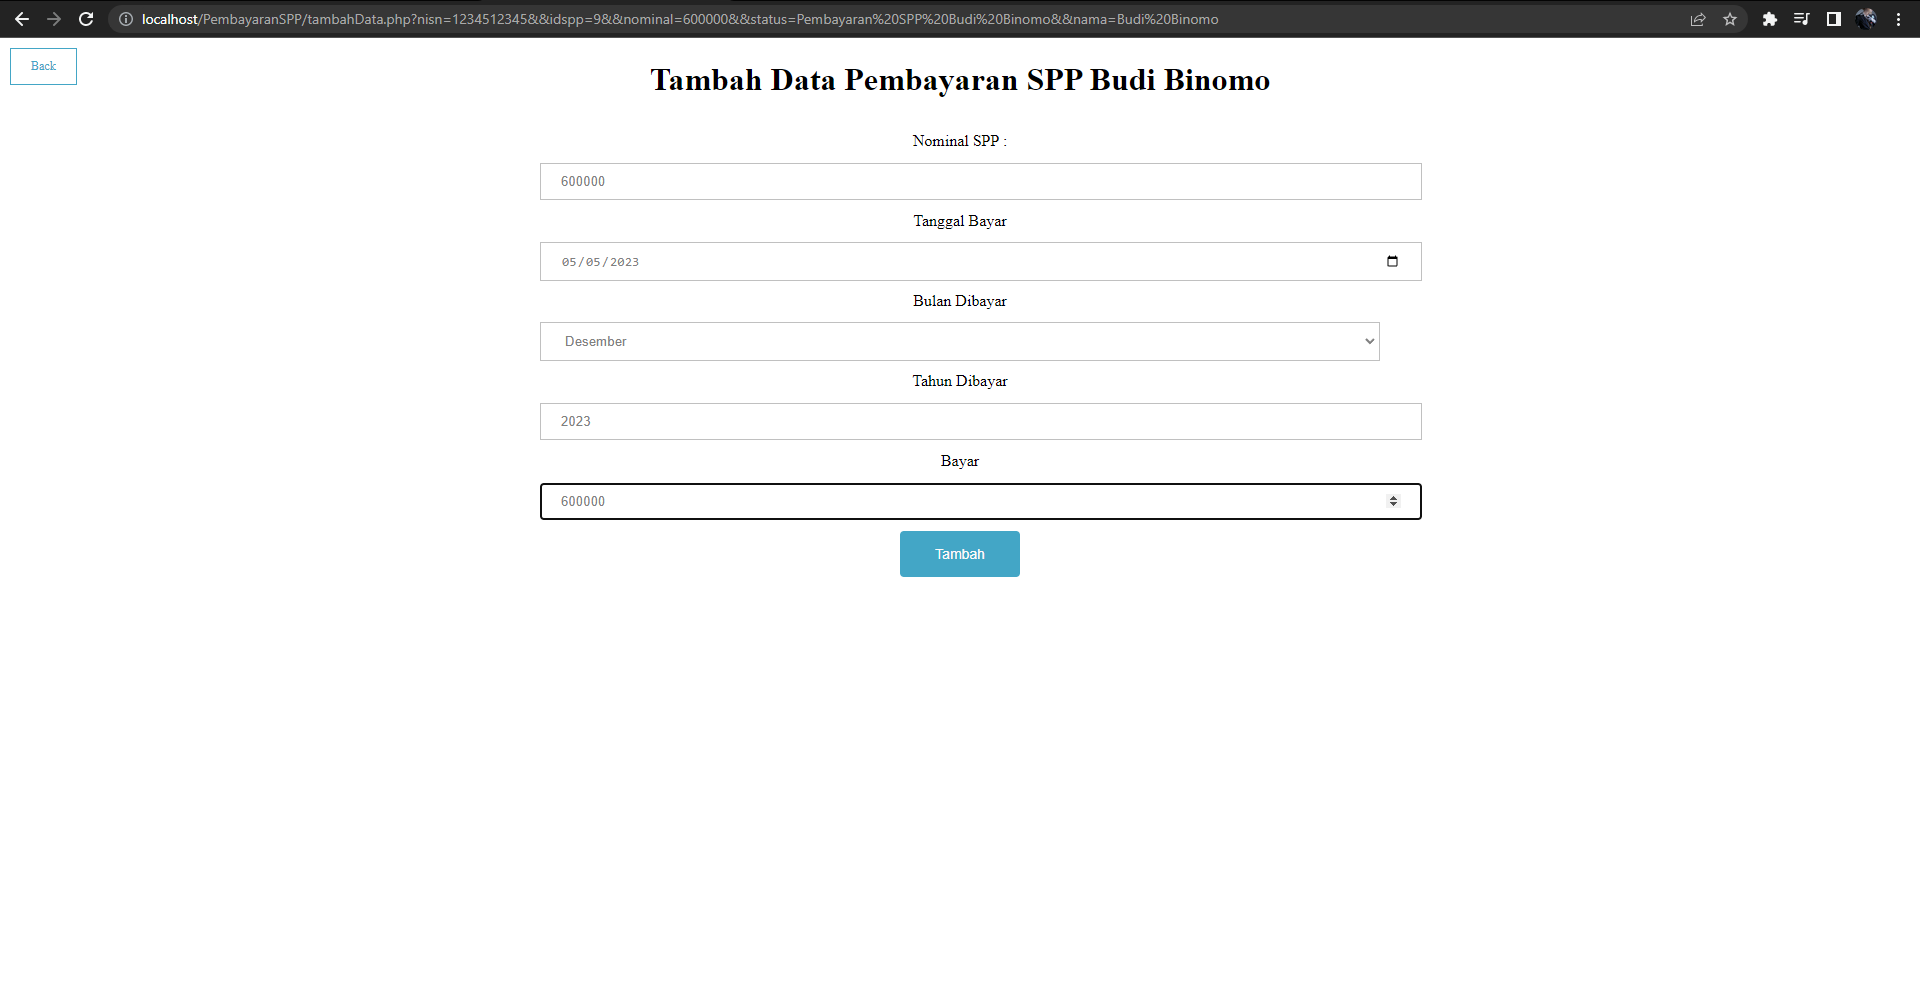 localhost/PembayaranSPP/tambahData.php?nisn=1234512345&&idspp=9&&nominal=600000&&status=Pembayaran%20SPP%20Budi%20Binomo&&nama=Budi%20Binomo
Back
Tambah Data Pembayaran SPP Budi Binomo
Nominal SPP :
600000
Tanggal Bayar
05/05/2023
Bulan Dibayar
Desember
Tahun Dibayar
2023
Bayar
600000
Tambah